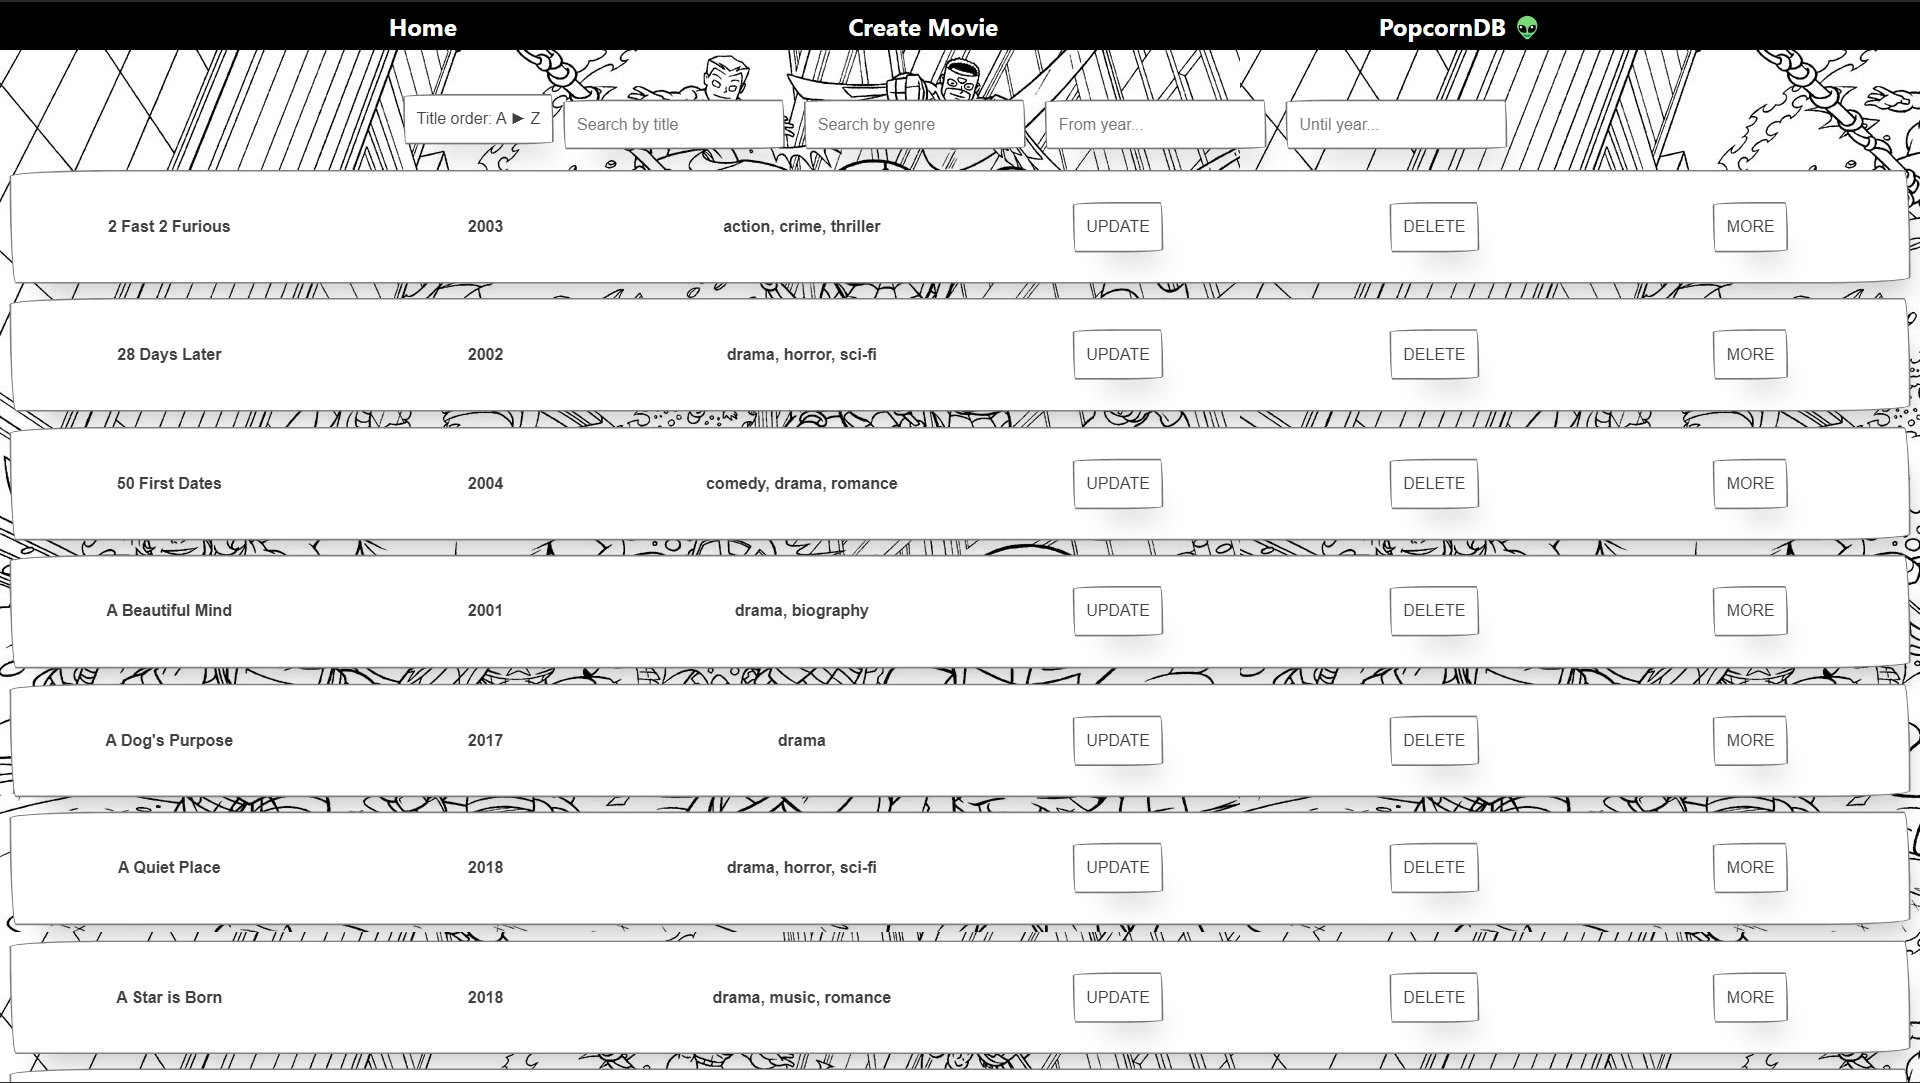 Home Create Movie PopcornDB 👽
Title order: A ► Z Search by title Search by genre From year... Until year...
2 Fast 2 Furious 2003 action, crime, thriller UPDATE DELETE MORE
28 Days Later 2002 drama, horror, sci-fi UPDATE DELETE MORE
50 First Dates 2004 comedy, drama, romance UPDATE DELETE MORE
A Beautiful Mind 2001 drama, biography UPDATE DELETE MORE
A Dog's Purpose 2017 drama UPDATE DELETE MORE
A Quiet Place 2018 drama, horror, sci-fi UPDATE DELETE MORE
A Star is Born 2018 drama, music, romance UPDATE DELETE MORE